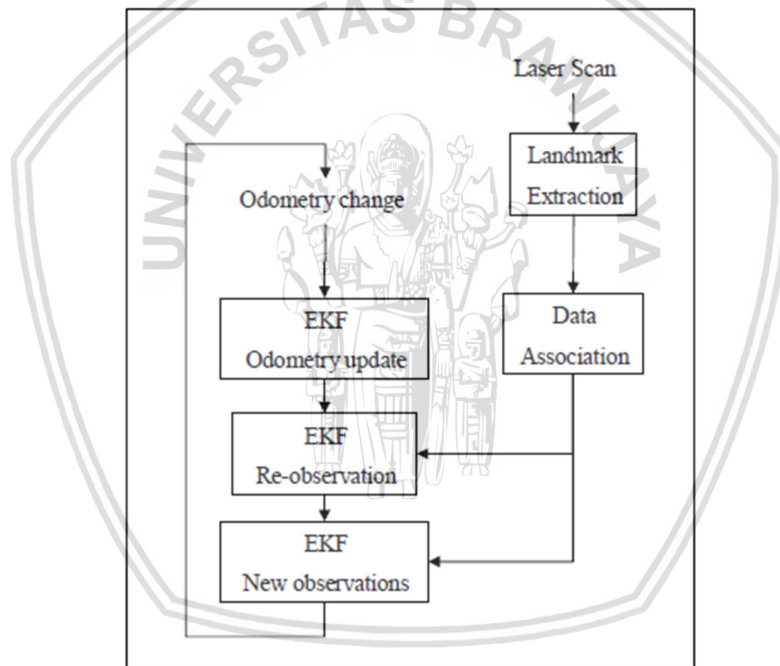 UNIVERSITAS BRAWIJAYA
Laser Scan
Landmark
Extraction
Odometry change
EKF
Odometry update
Data
Association
EKF
Re-observation
EKF
New observations